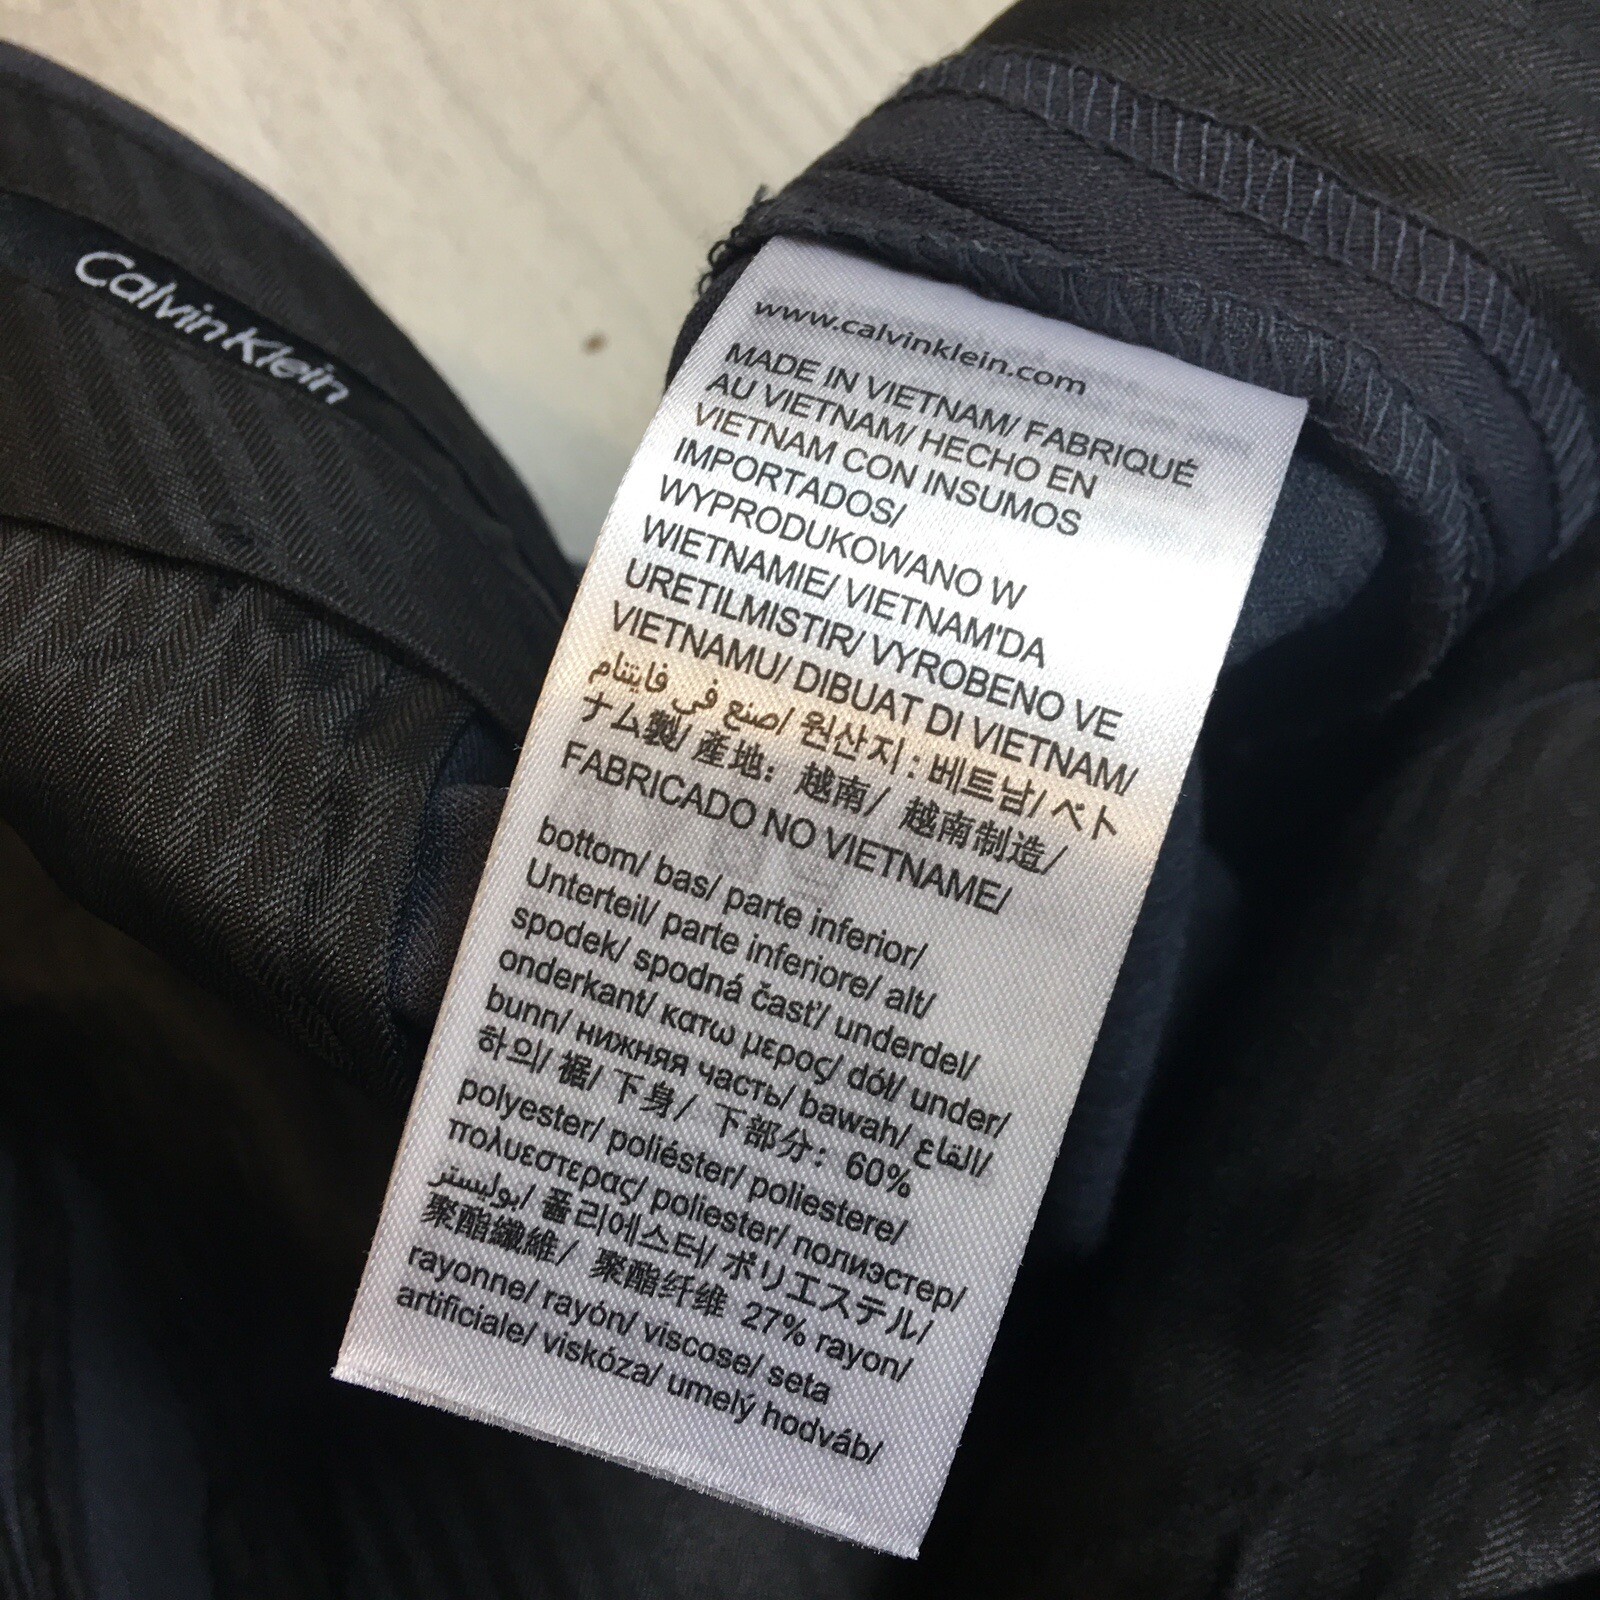 Calvin Klein
www.calvinklein.com
MADE IN VIETNAM/ FABRIQUÉ
AU VIETNAM/ HECHO EN
VIETNAM CON INSUMOS
IMPORTADOS/
WYPRODUKOWANO W
WIETNAMIE/ VIETNAM'DA
URETILMISTIR/ VYROBENO VE
VIETNAMU/ DIBUAT DI VIETNAM/
صنع في فايتنام/ 원산지 : 베트남/ ベト
ナム製/ 產地：越南/ 越南制造/
FABRICADO NO VIETNAME/
bottom/ bas/ parte inferior/
Unterteil/ parte inferiore/ alt/
spodek/ spodná časť/ underdel/
onderkant/ κατω μερος/ dół/ under/
bunn/ нижняя часть/ bawah/ القاع/
하의/ 裾/ 下身/ 下部分：60%
polyester/ poliéster/ poliestere/
πολυεστερας/ poliester/ полиэстер/
بوليستر/ 폴리에스터/ ポリエステル/
聚酯纖維/ 聚酯纤维 27% rayon/
rayonne/ rayón/ viscose/ seta
artificiale/ viskóza/ umelý hodváb/